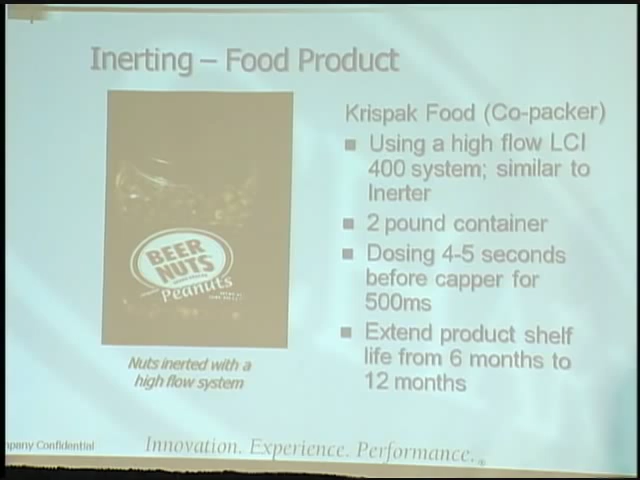 Inerting – Food Product
Krispak Food (Co-packer)
Using a high flow LCI
400 system; similar to
Inerter
2 pound container
Dosing 4-5 seconds
before capper for
500ms
Extend product shelf
life from 6 months to
12 months
BEER
NUTS
Peanuts
Nuts inerted with a
high flow system
mpany Confidential
Innovation. Experience. Performance.®